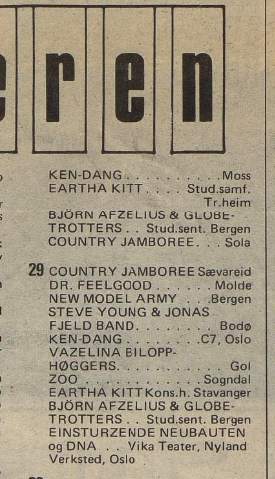 eren
KEN-DANG . . . . . . . . . . Moss
EARTHA KITT . . . . Stud.samf.
Tr.heim
BJÖRN AFZELIUS & GLOBE-
TROTTERS . . Stud.sent. Bergen
COUNTRY JAMBOREE . . . Sola
29 COUNTRY JAMBOREE Sævareid
DR. FEELGOOD . . . . . . Molde
NEW MODEL ARMY . . . Bergen
STEVE YOUNG & JONAS
FJELD BAND. . . . . . . . . Bodø
KEN-DANG . . . . . . . . C7, Oslo
VAZELINA BILOPP-
HØGGERS. . . . . . . . . . . Gol
ZOO . . . . . . . . . . . Sogndal
EARTHA KITT Kons.h. Stavanger
BJÖRN AFZELIUS & GLOBE-
TROTTERS . . Stud.sent. Bergen
EINSTURZENDE NEUBAUTEN
og DNA . . Vika Teater, Nyland
Verksted, Oslo